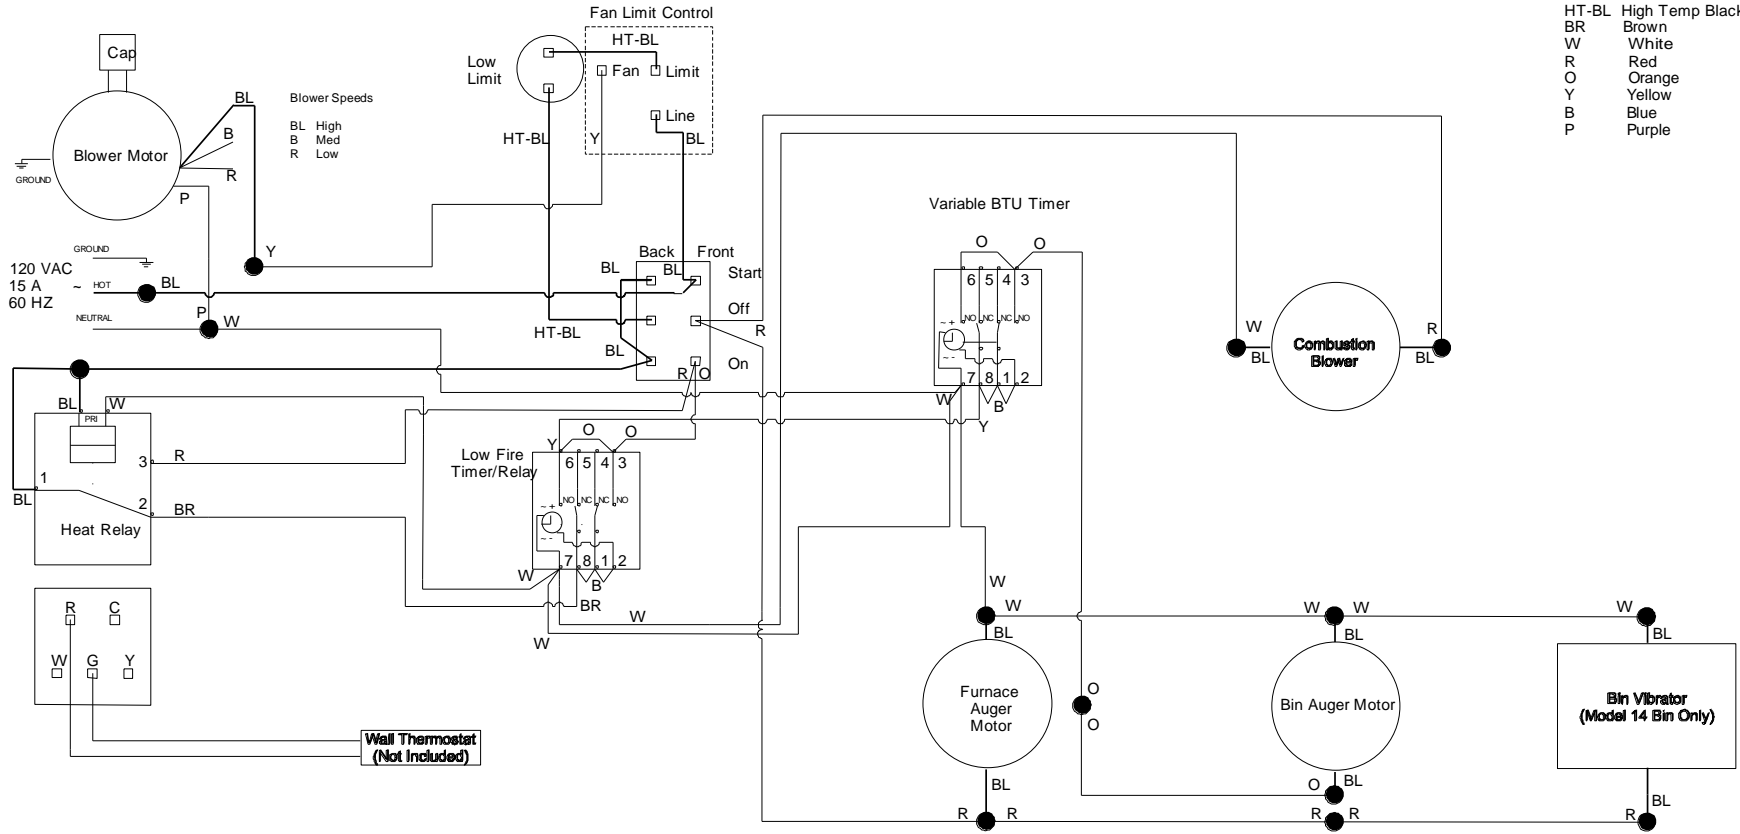 Fan Limit Control
HT-BL High Temp Black
BR Brown
W White
R Red
O Orange
Y Yellow
B Blue
P Purple
Cap
HT-BL
Low
Limit
Fan
Limit
Line
BL
Blower Speeds
BL High
B Med
R Low
B
R
Blower Motor
GROUND
P
HT-BL
Y
BL
Variable BTU Timer
O
O
GROUND
Y
120 VAC
15 A
60 HZ
~ HOT
BL
NEUTRAL
P
W
Back Front
BL
BL
Start
Off
R
HT-BL
BL
On
R O
6 5 4 3
NO NC NC NO
~ +
~ -
7 8 1 2
W
B
Y
W
BL
Combustion
Blower
R
BL
BL
W
PRI
3
R
1
BL
2
BR
Heat Relay
Low Fire
Timer/Relay
Y
O
O
6 5 4 3
NO NC NC NO
~ +
~ -
7 8 1 2
W
B
BR
W
W
R C
W G Y
Wall Thermostat
(Not Included)
W
W
BL
Furnace
Auger
Motor
BL
R
R
O
O
W
W
BL
Bin Auger Motor
O
BL
R
R
W
BL
Bin Vibrator
(Model 14 Bin Only)
BL
R